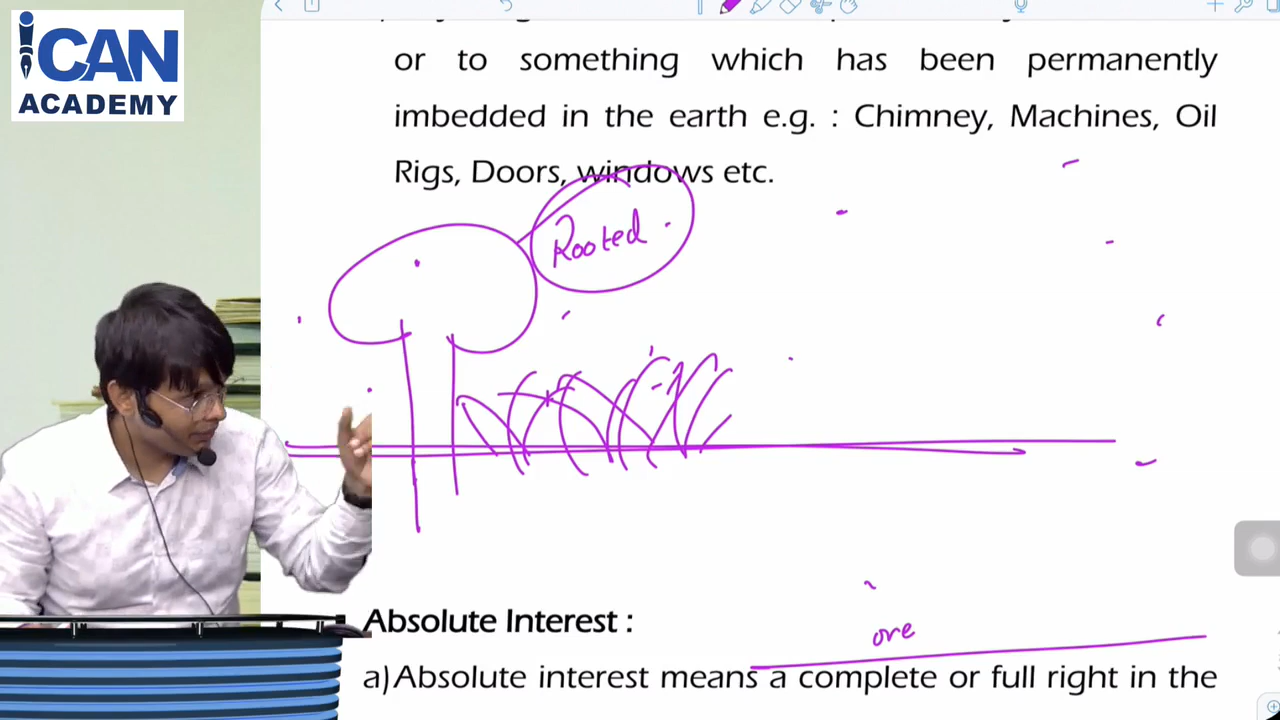 iCAN
ACADEMY
or to something which has been permanently
imbedded in the earth e.g. : Chimney, Machines, Oil
Rigs, Doors, windows etc.
Rooted
Absolute Interest :
ore
a) Absolute interest means a complete or full right in the